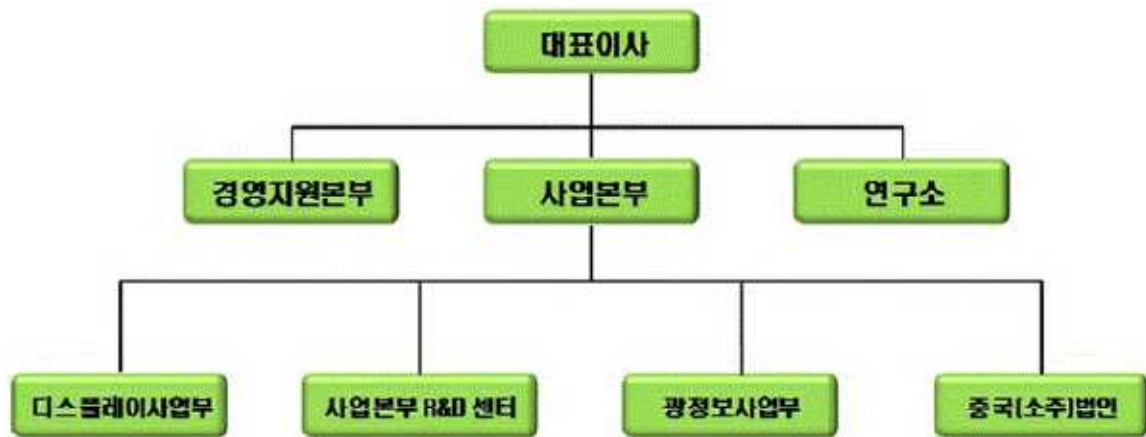 대표이사
경영지원본부
사업본부
연구소
디스플레이사업부
사업본부 R&D 센터
광정보사업부
중국(소주)법인